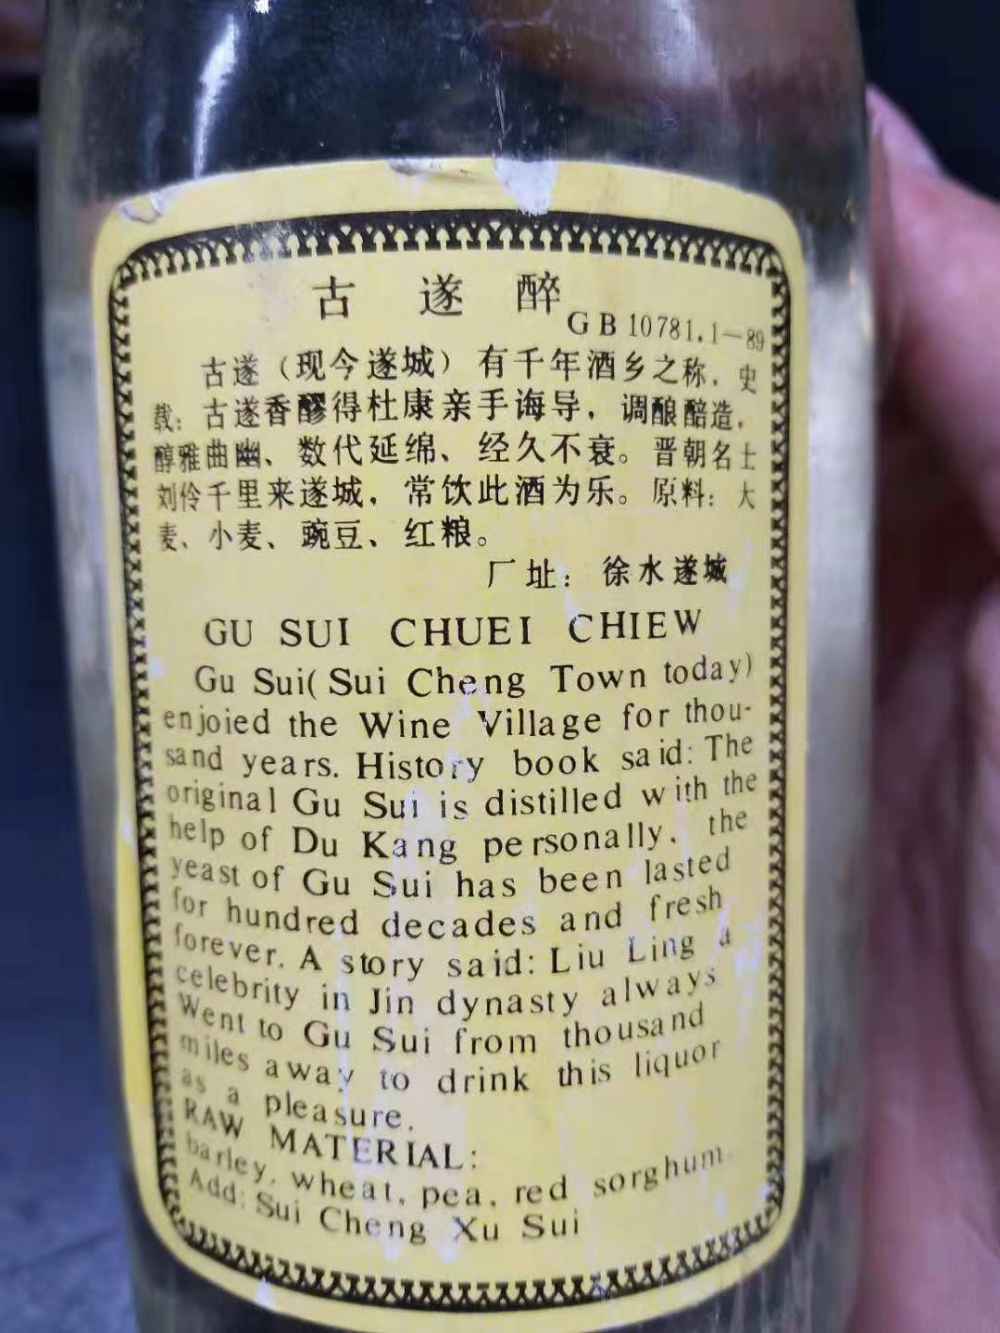 古 遂 醉
GB 10781.1—89
古遂（现今遂城）有千年酒乡之称，史
载：古遂香醪得杜康亲手诲导，调酿醅造，
醇雅曲幽、数代延绵、经久不衰。晋朝名士
刘伶千里来遂城，常饮此酒为乐。原料：大
麦、小麦、豌豆、红粮。
厂址：徐水遂城
GU SUI CHUEI CHIEW
Gu Sui( Sui Cheng Town today)
enjoied the Wine Village for thou-
sand years. History book said: The
original Gu Sui is distilled with the
help of Du Kang personally, the
yeast of Gu Sui has been lasted
for hundred decades and fresh
forever. A story said: Liu Ling a
celebrity in Jin dynasty always
Went to Gu Sui from thousand
miles away to drink this liquor
as a pleasure.
RAW MATERIAL:
barley, wheat, pea, red sorghum
Add: Sui Cheng Xu Sui